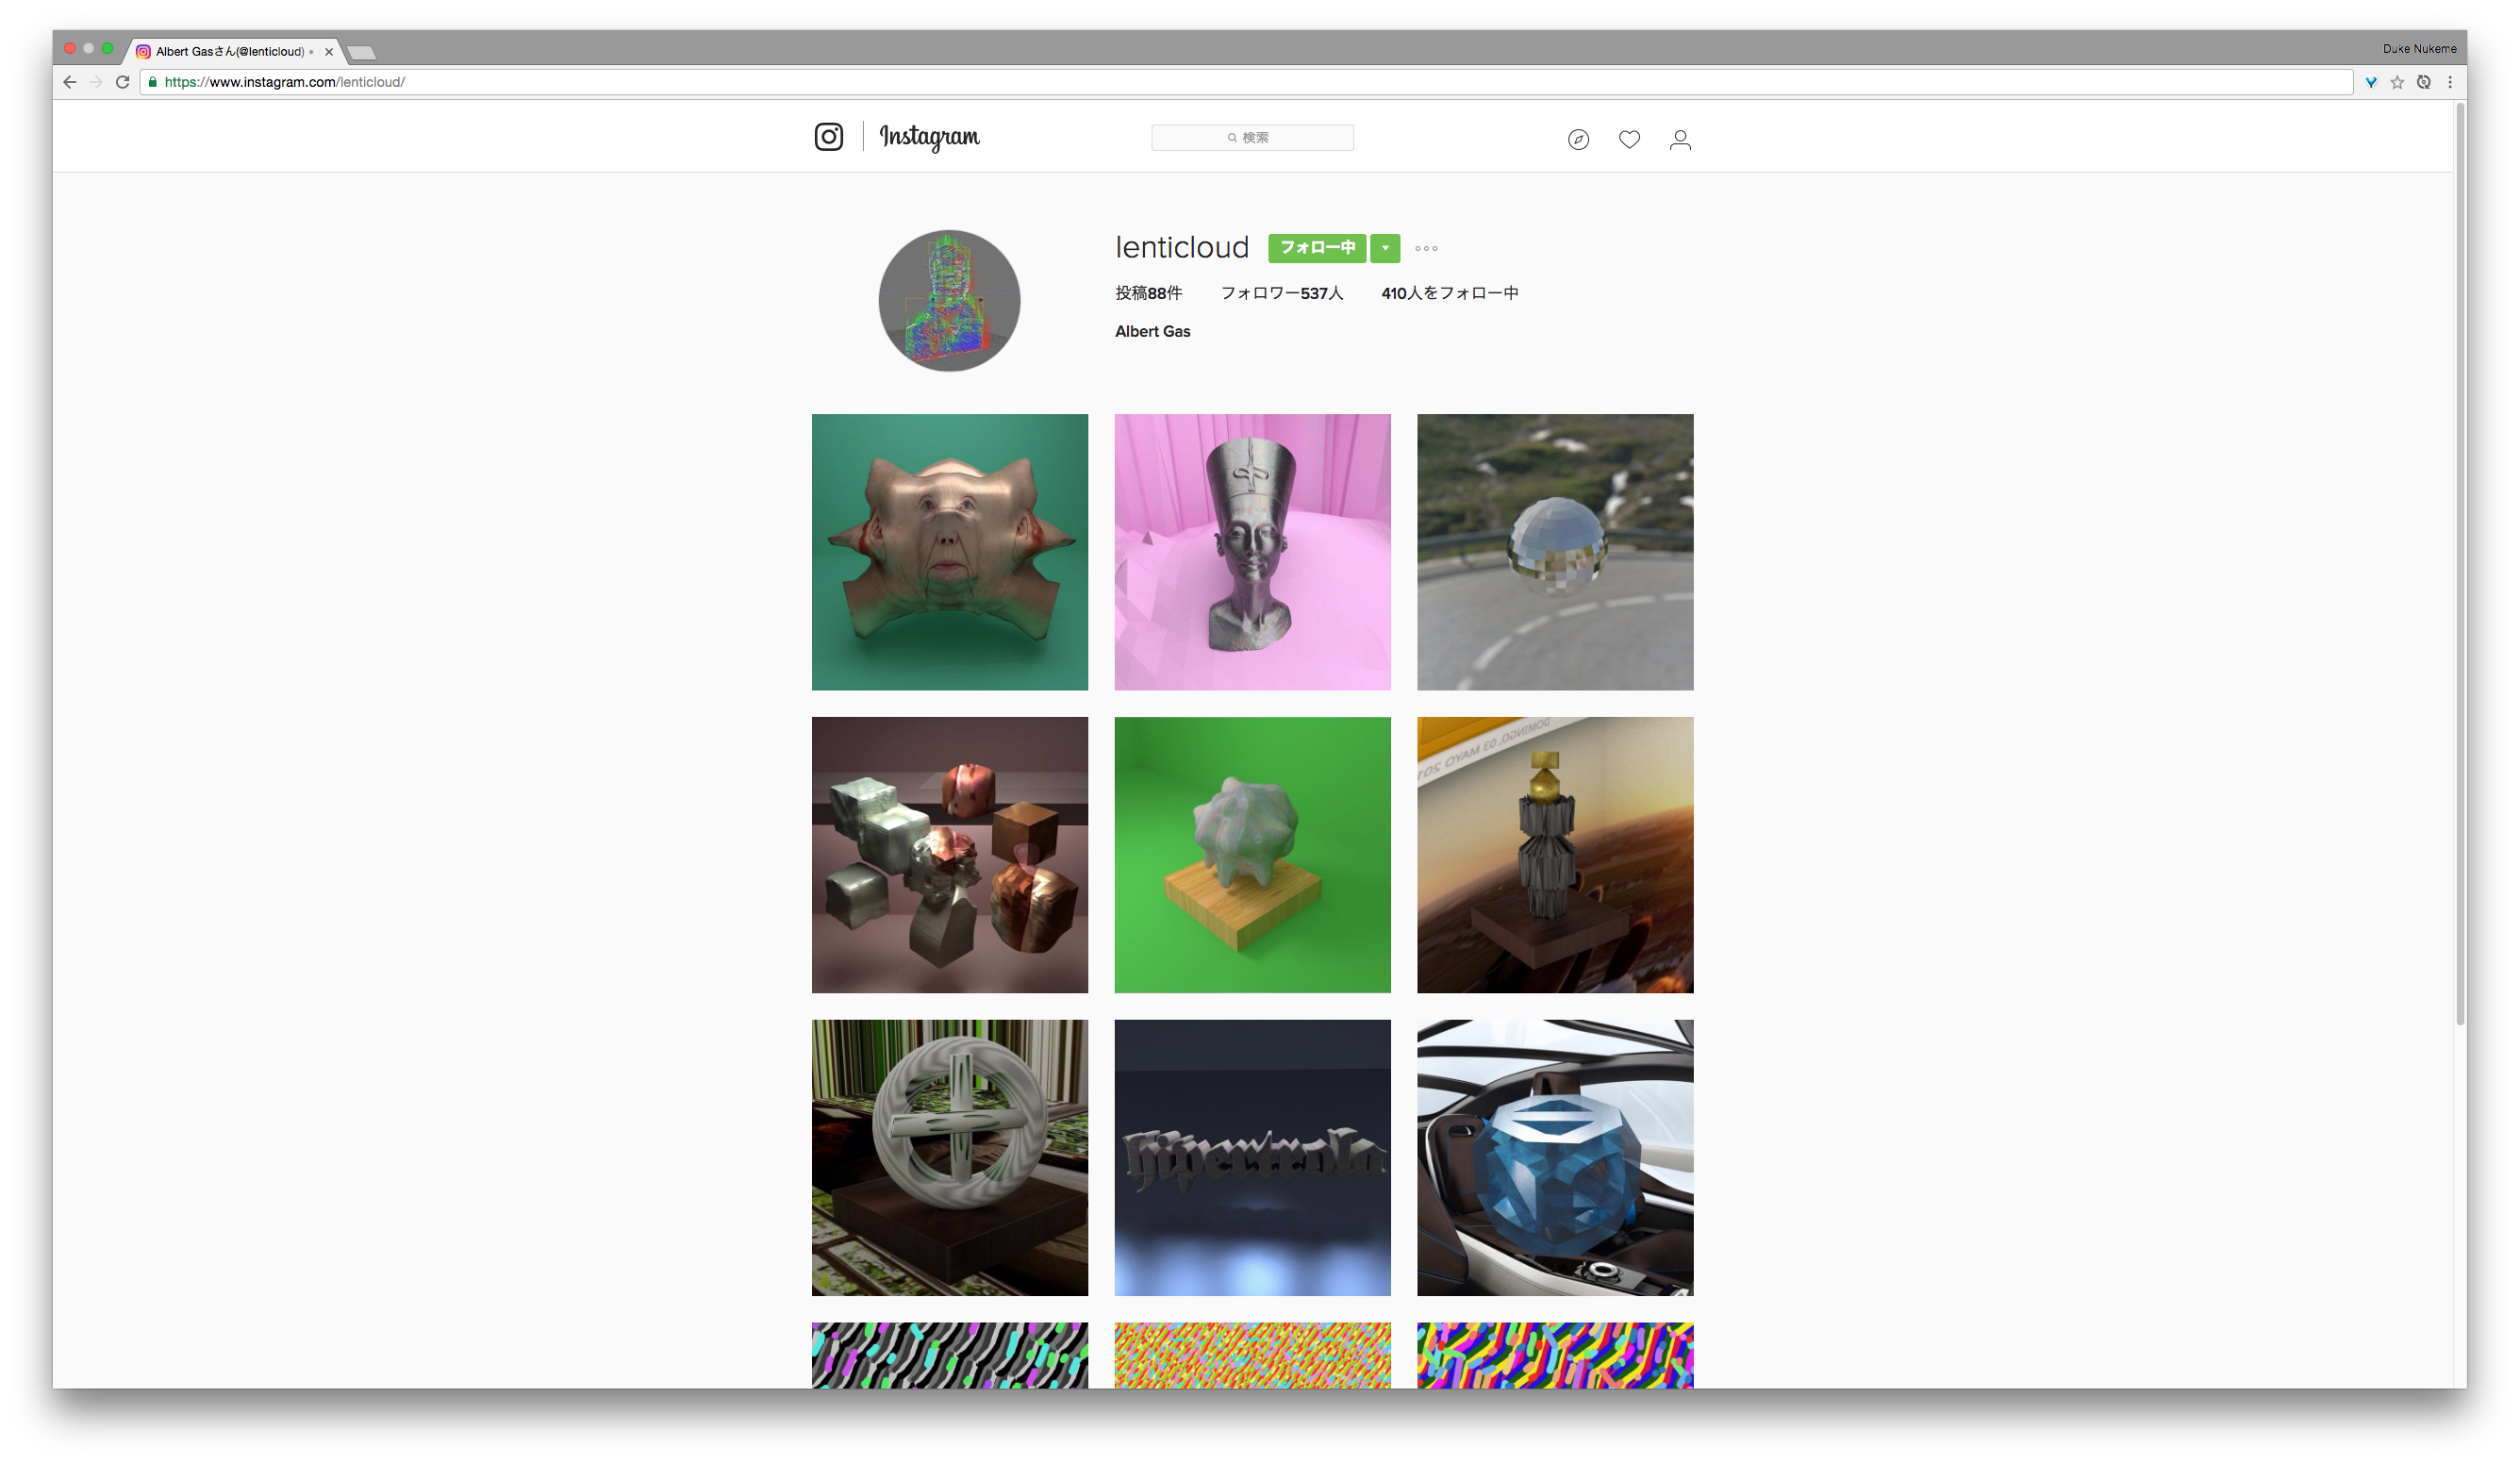 Albert Gasさん(@lenticloud) •
Duke Nukeme
https://www.instagram.com/lenticloud/
Instagram
検索
lenticloud
フォロー中
投稿88件 フォロワー537人 410人をフォロー中
Albert Gas
DOMINGO, 03 MAYO 201
hipertrola